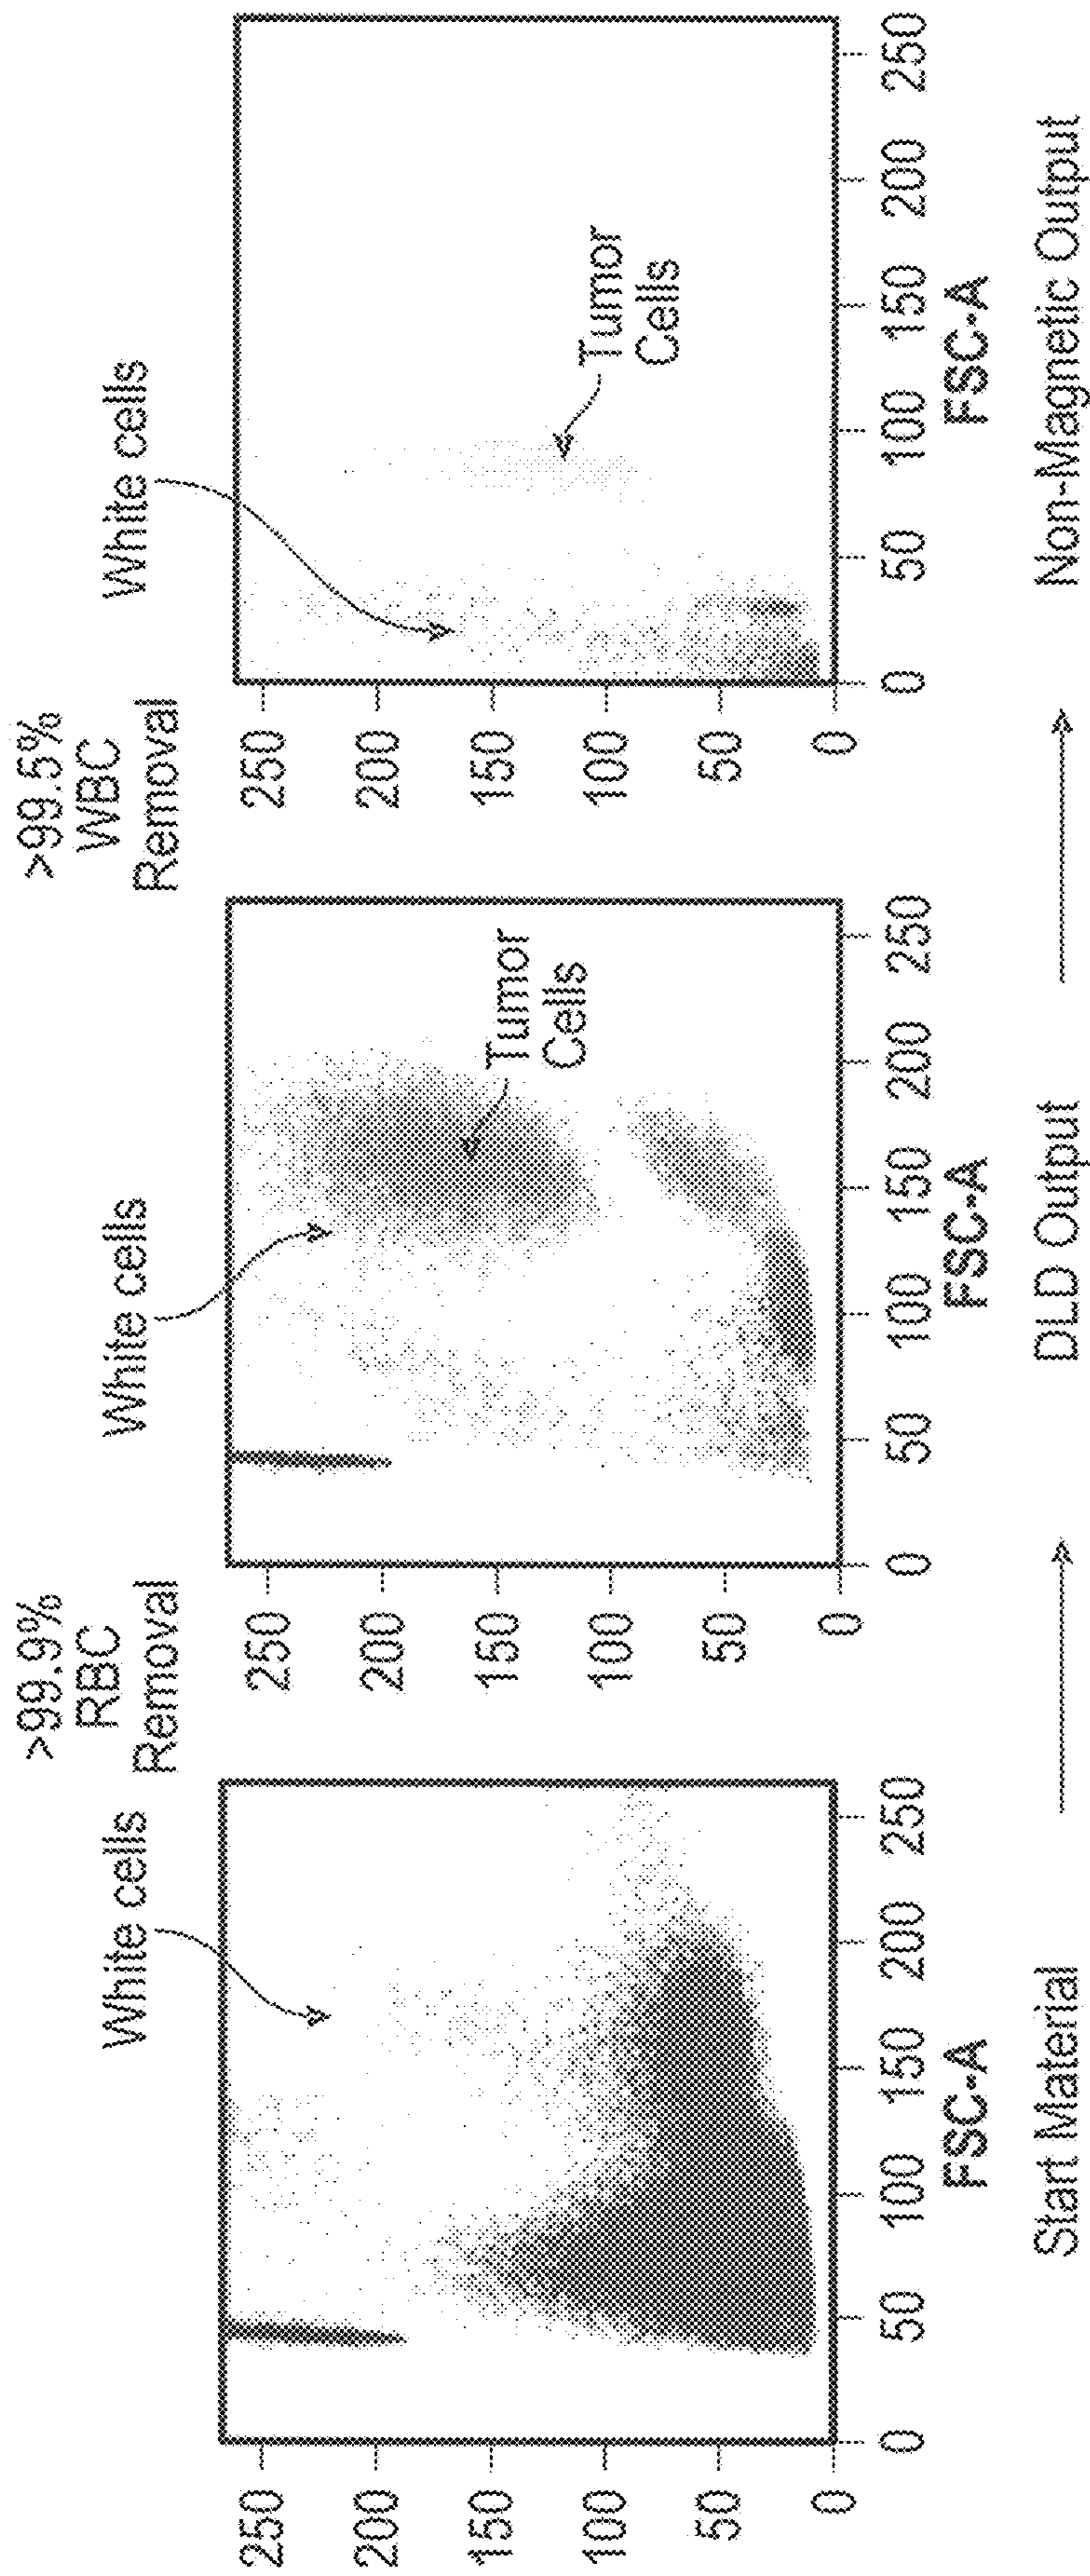 White cells
250
200
150
100
50
0
0 50 100 150 200 250
FSC-A
Start Material
>99.9%
RBC
Removal
White cells
Tumor
Cells
250
200
150
100
50
0
0 50 100 150 200 250
FSC-A
DLD Output
>99.5%
WBC
Removal
White cells
Tumor
Cells
250
200
150
100
50
0
0 50 100 150 200 250
FSC-A
Non-Magnetic Output